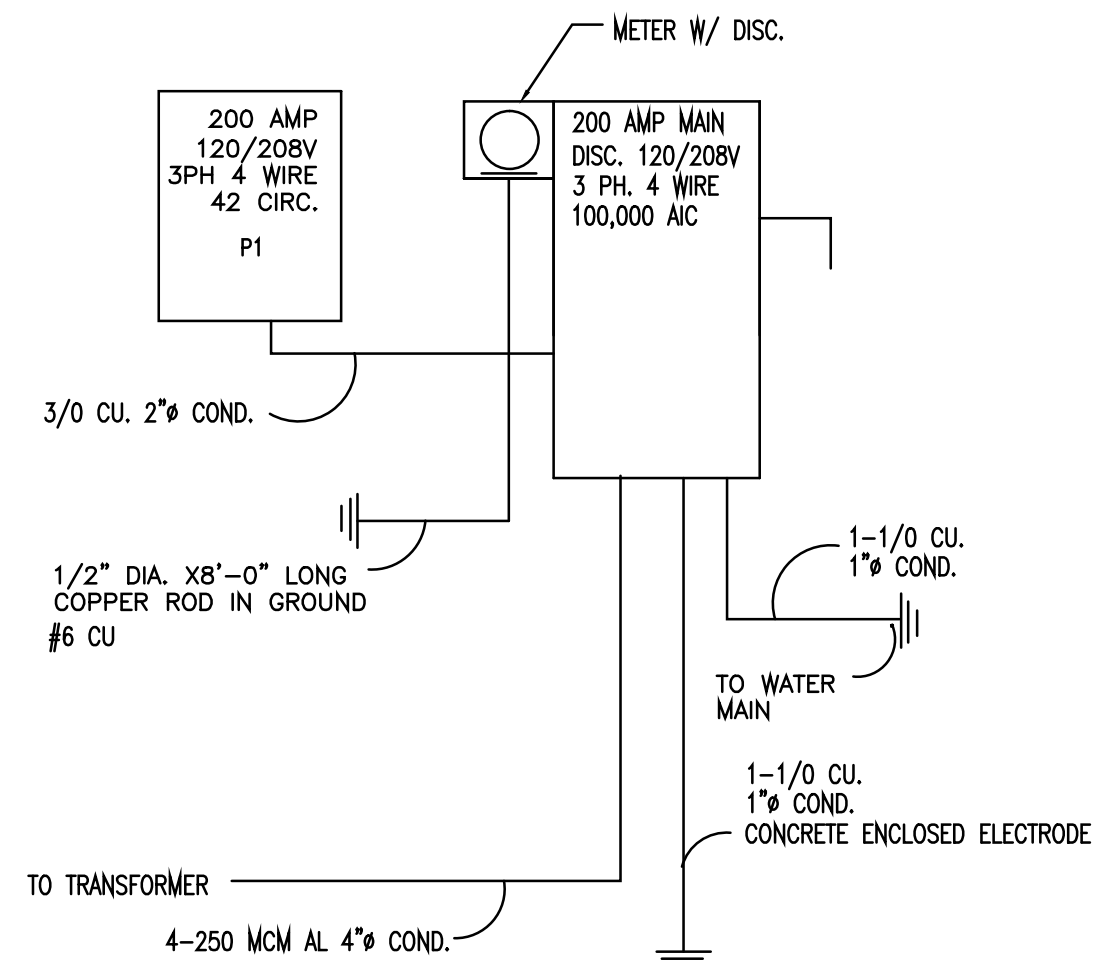 METER W/ DISC.
200 AMP
120/208V
3PH 4 WIRE
42 CIRC.
P1
200 AMP MAIN
DISC. 120/208V
3 PH. 4 WIRE
100,000 AIC
3/0 CU. 2"ø COND.
1/2" DIA. X8'-0" LONG
COPPER ROD IN GROUND
#6 CU
1-1/0 CU.
1"ø COND.
TO WATER
MAIN
1-1/0 CU.
1"ø COND.
CONCRETE ENCLOSED ELECTRODE
TO TRANSFORMER
4-250 MCM AL 4"ø COND.